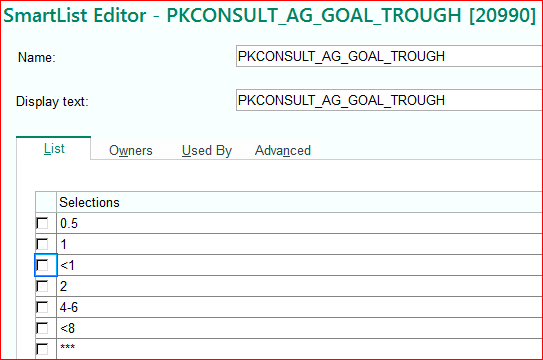 SmartList Editor - PKCONSULT_AG_GOAL_TROUGH [20990]
Name: PKCONSULT_AG_GOAL_TROUGH
Display text: PKCONSULT_AG_GOAL_TROUGH
List Owners Used By Advanced
Selections
0.5
1
<1
2
4-6
<8
***